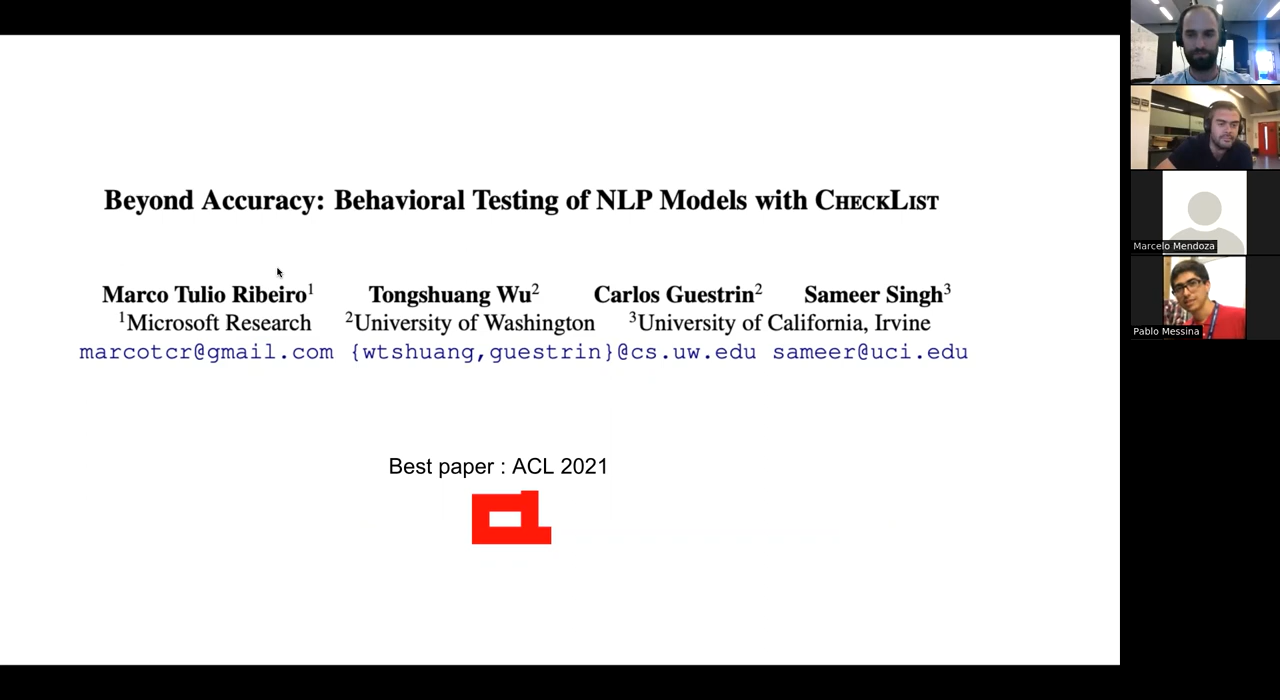 Beyond Accuracy: Behavioral Testing of NLP Models with CHECKLIST
Marco Tulio Ribeiro1 Tongshuang Wu2 Carlos Guestrin2 Sameer Singh3
1Microsoft Research 2University of Washington 3University of California, Irvine
marcotcr@gmail.com {wtshuang,guestrin}@cs.uw.edu sameer@uci.edu
Best paper : ACL 2021
Marcelo Mendoza
Pablo Messina